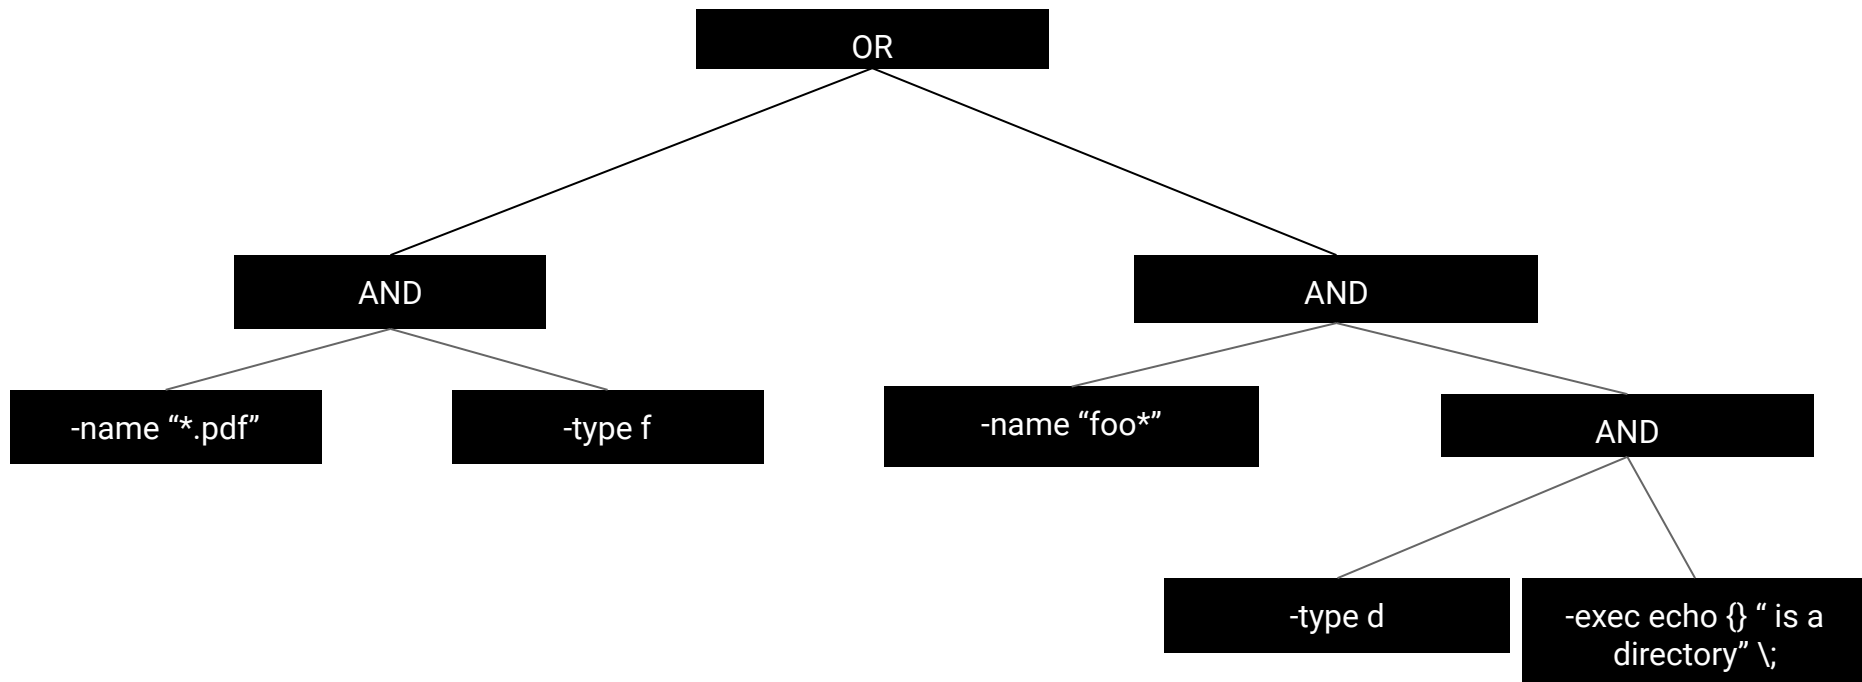 OR
AND
AND
-name “*.pdf”
-type f
-name “foo*”
AND
-type d
-exec echo {} “ is a
directory” \;